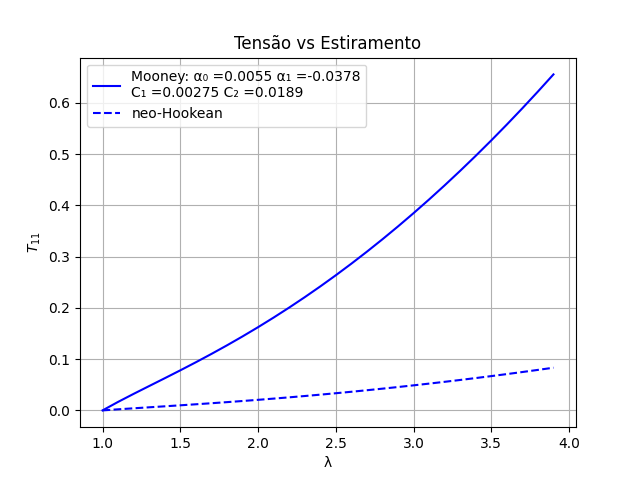 Tensão vs Estiramento
Mooney: α₀ =0.0055 α₁ =-0.0378
C₁ =0.00275 C₂ =0.0189
neo-Hookean
0.6
0.5
0.4
0.3
0.2
0.1
0.0
T₁₁
1.0 1.5 2.0 2.5 3.0 3.5 4.0
λ